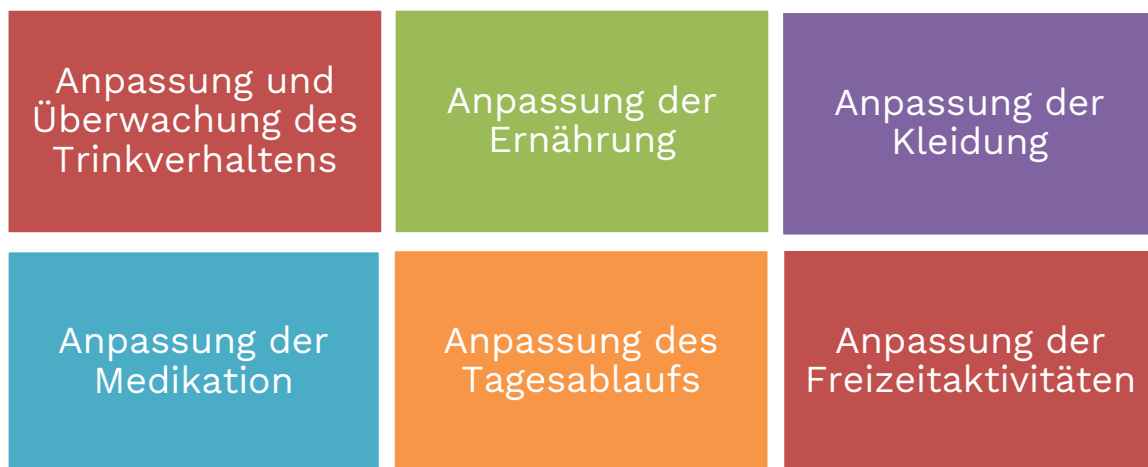 Anpassung und
Überwachung des
Trinkverhaltens
Anpassung der
Ernährung
Anpassung der
Kleidung
Anpassung der
Medikation
Anpassung des
Tagesablaufs
Anpassung der
Freizeitaktivitäten